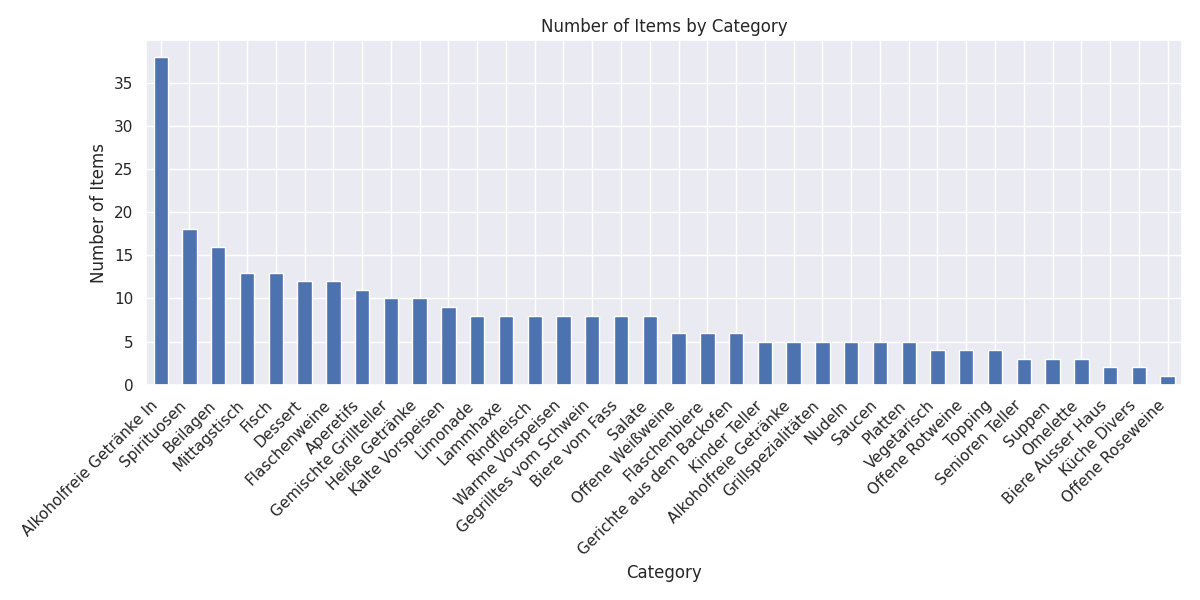 Number of Items by Category
Number of Items
35
30
25
20
15
10
5
0
Alkoholfreie Getränke In
Spirituosen
Beilagen
Mittagstisch
Fisch
Dessert
Flaschenweine
Aperetifs
Gemischte Grillteller
Heiße Getränke
Kalte Vorspeisen
Limonade
Lammhaxe
Rindfleisch
Warme Vorspeisen
Gegrilltes vom Schwein
Biere vom Fass
Salate
Offene Weißweine
Flaschenbiere
Gerichte aus dem Backofen
Kinder Teller
Alkoholfreie Getränke
Grillspezialitäten
Nudeln
Saucen
Platten
Vegetarisch
Offene Rotweine
Topping
Senioren Teller
Suppen
Omelette
Biere Ausser Haus
Küche Divers
Offene Roseweine
Category